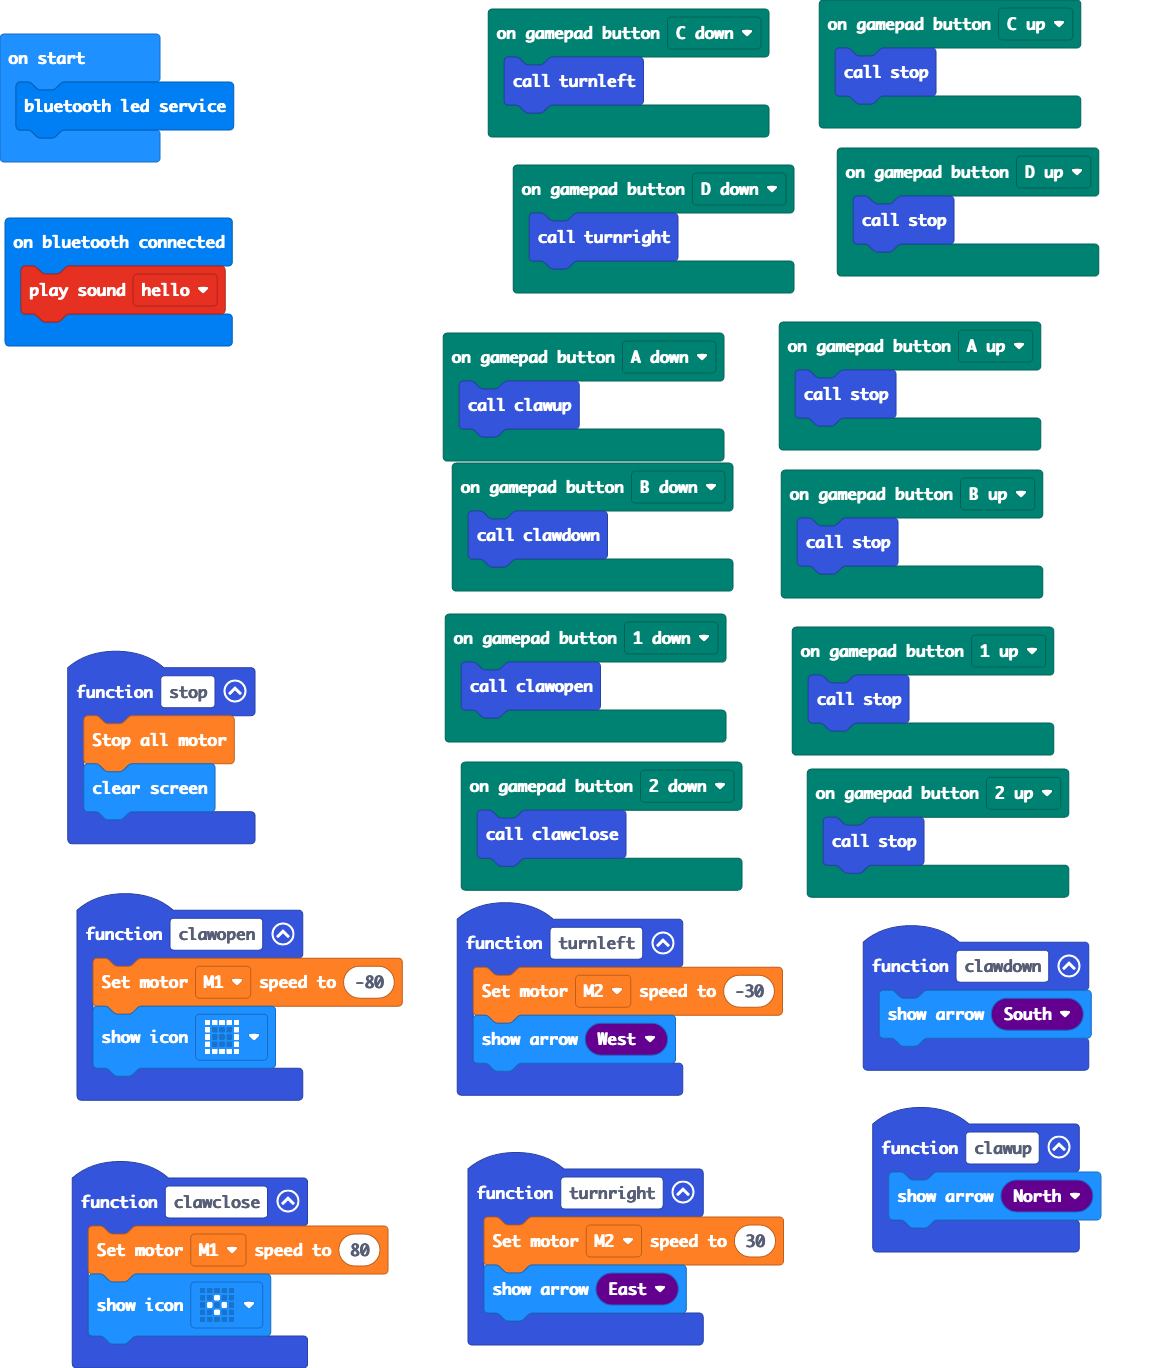 on start
bluetooth led service
on bluetooth connected
play sound hello
on gamepad button C down
call turnleft
on gamepad button C up
call stop
on gamepad button D down
call turnright
on gamepad button D up
call stop
on gamepad button A down
call clawup
on gamepad button A up
call stop
on gamepad button B down
call clawdown
on gamepad button B up
call stop
on gamepad button 1 down
call clawopen
on gamepad button 1 up
call stop
on gamepad button 2 down
call clawclose
on gamepad button 2 up
call stop
function stop
Stop all motor
clear screen
function clawopen
Set motor M1 speed to -80
show icon
function turnleft
Set motor M2 speed to -30
show arrow West
function clawdown
show arrow South
function clawclose
Set motor M1 speed to 80
show icon
function turnright
Set motor M2 speed to 30
show arrow East
function clawup
show arrow North